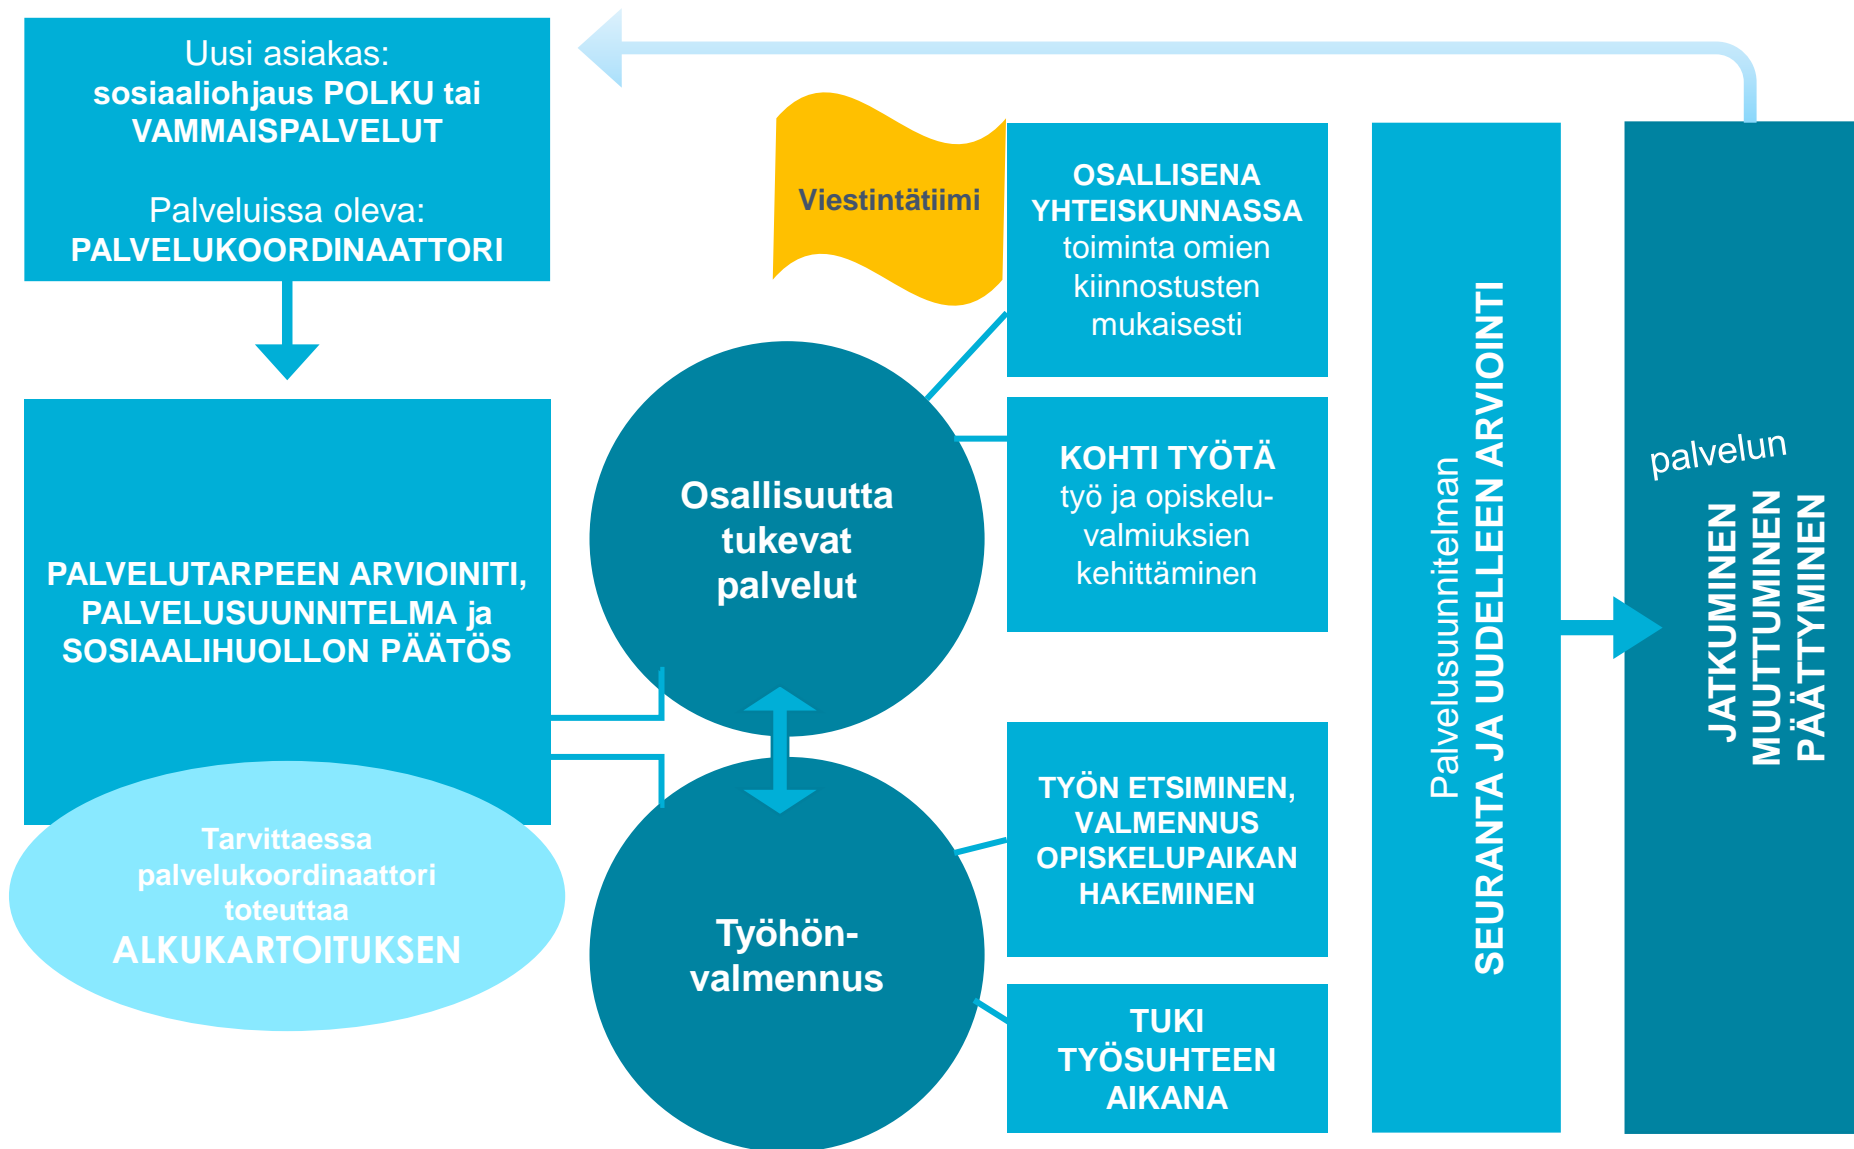 Uusi asiakas:
sosiaaliohjaus POLKU tai
VAMMAISPALVELUT
Palveluissa oleva:
PALVELUKOORDINAATTORI
PALVELUTARPEEN ARVIOINITI,
PALVELUSUUNNITELMA ja
SOSIAALIHUOLLON PÄÄTÖS
Tarvittaessa
palvelukoordinaattori
toteuttaa
ALKUKARTOITUKSEN
Osallisuutta
tukevat
palvelut
Työhön-
valmennus
Viestintätiimi
OSALLISENA
YHTEISKUNNASSA
toiminta omien
kiinnostusten
mukaisesti
KOHTI TYÖTÄ
työ ja opiskelu-
valmiuksien
kehittäminen
TYÖN ETSIMINEN,
VALMENNUS
OPISKELUPAIKAN
HAKEMINEN
TUKI
TYÖSUHTEEN
AIKANA
Palvelusuunnitelman
SEURANTA JA UUDELLEEN ARVIOINTI
palvelun
JATKUMINEN
MUUTTUMINEN
PÄÄTTYMINEN